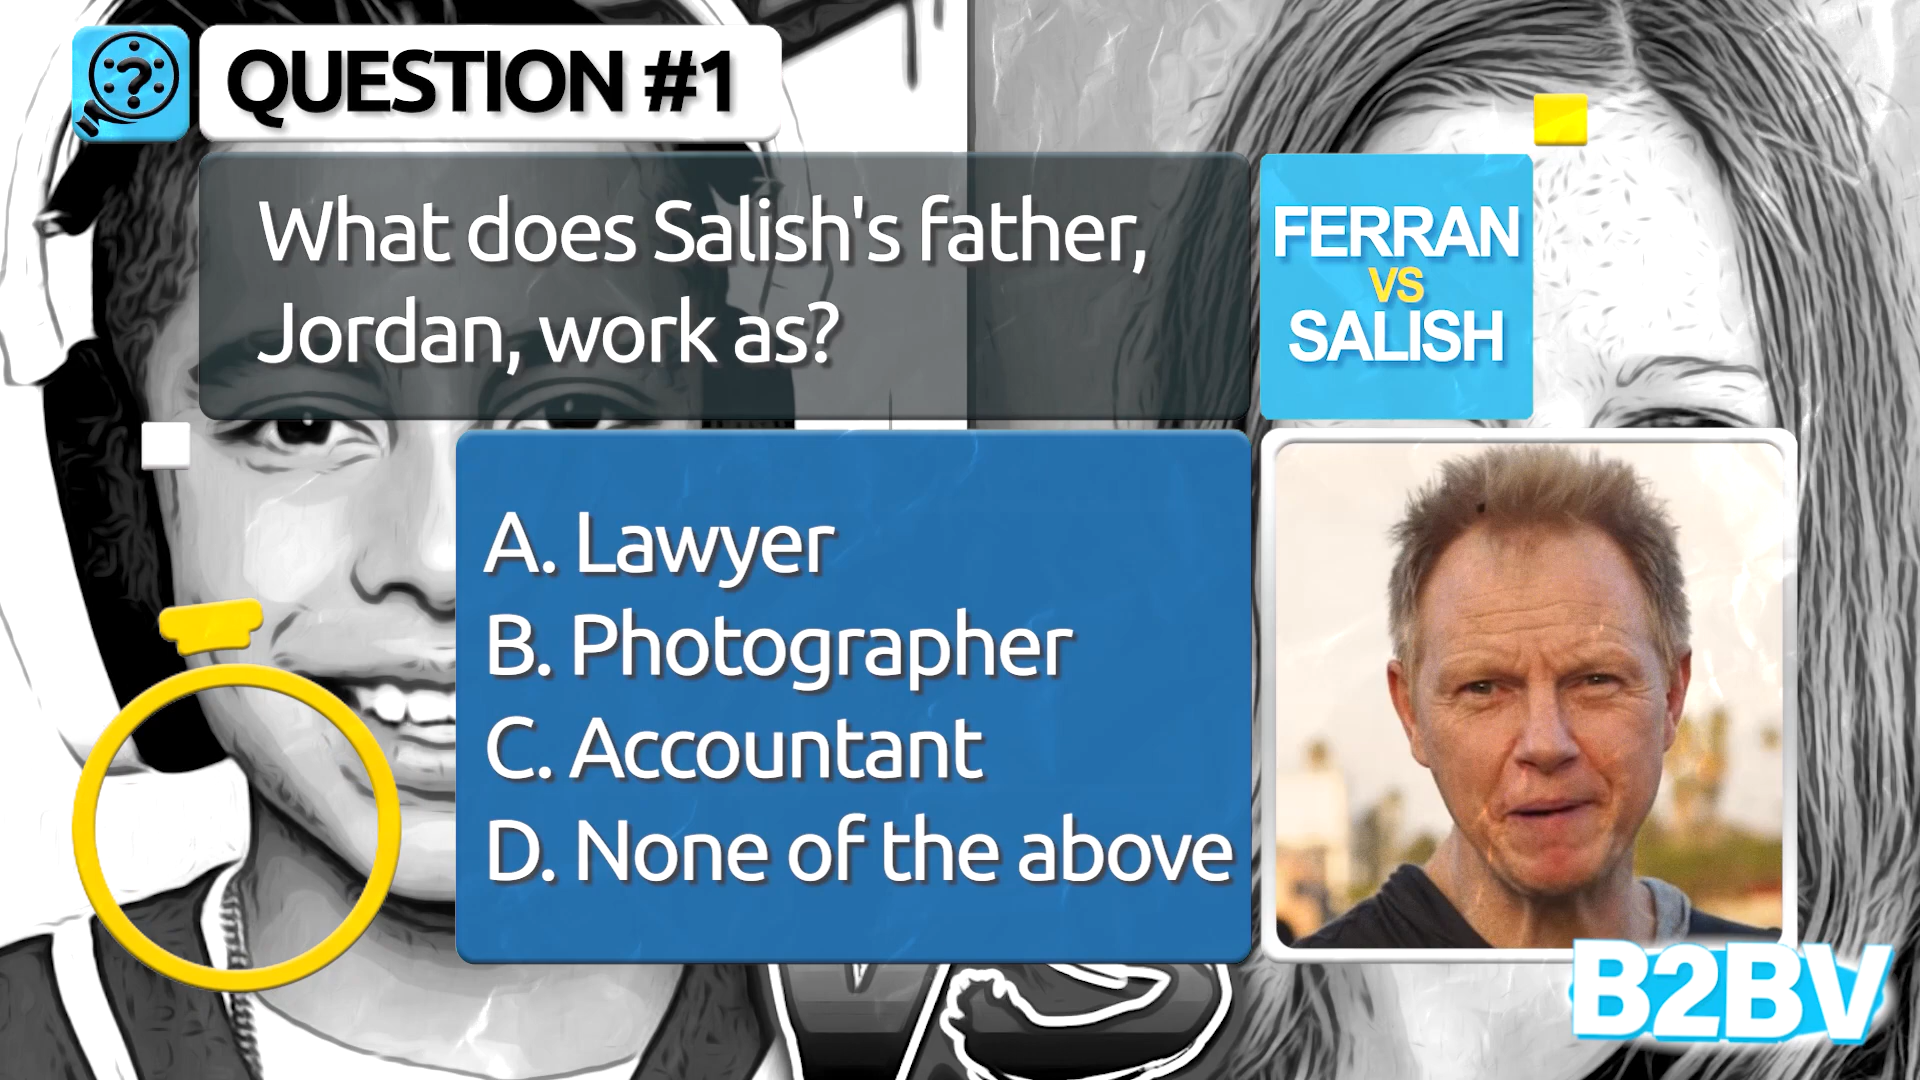 ?
QUESTION #1
What does Salish's father,
Jordan, work as?
FERRAN
VS
SALISH
A. Lawyer
B. Photographer
C. Accountant
D. None of the above
B2BV